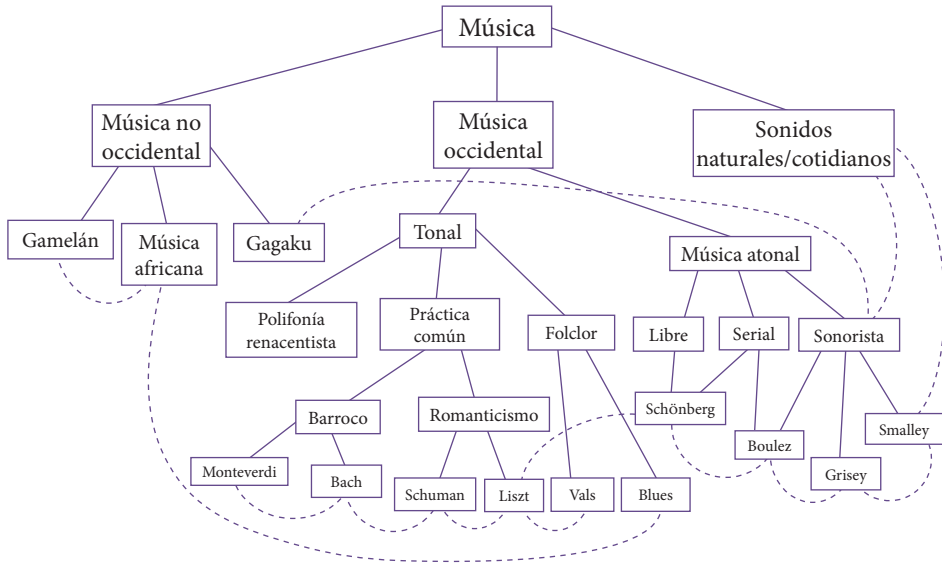 Música
Música no
occidental
Música
occidental
Sonidos
naturales/cotidianos
Gamelán
Música
africana
Gagaku
Tonal
Música atonal
Polifonía
renacentista
Práctica
común
Folclor
Libre
Serial
Sonorista
Barroco
Romanticismo
Schönberg
Boulez
Smalley
Monteverdi
Bach
Schuman
Liszt
Vals
Blues
Grisey